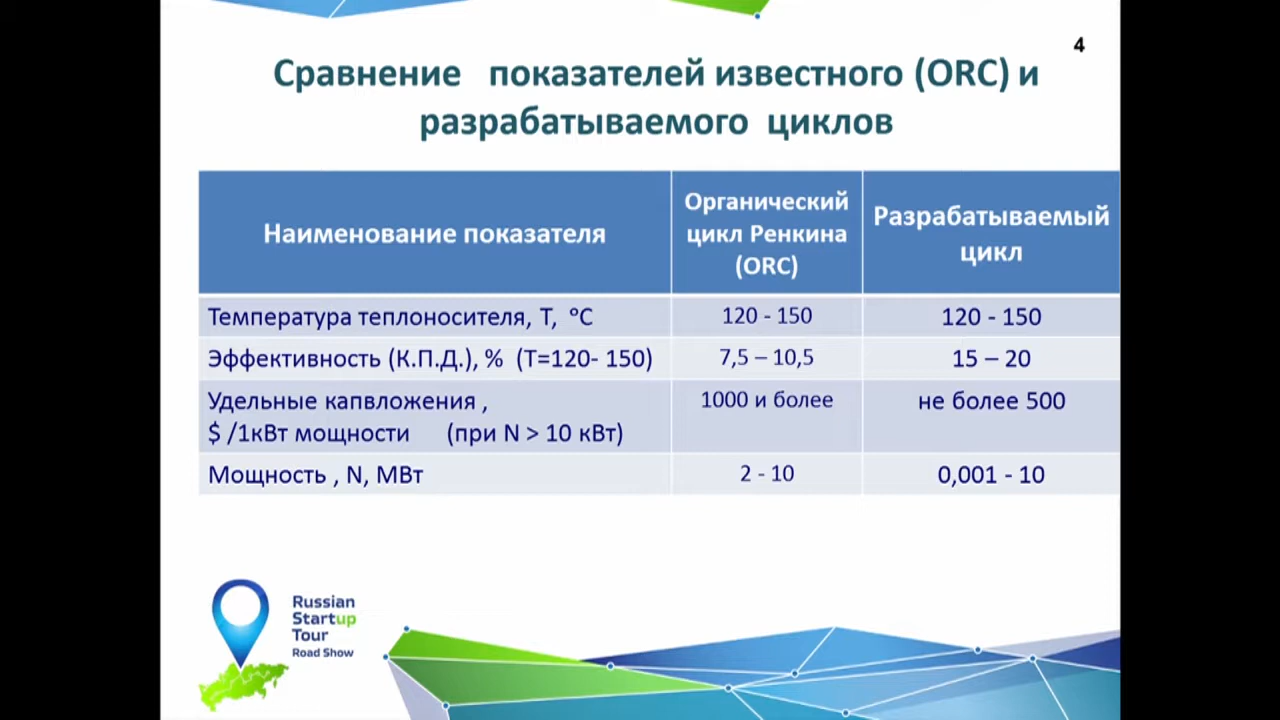 4
Сравнение показателей известного (ORC) и
разрабатываемого циклов
Наименование показателя
Органический
цикл Ренкина
(ORC)
Разрабатываемый
цикл
Температура теплоносителя, Т, °С
120 - 150
120 - 150
Эффективность (К.П.Д.), % (Т=120- 150)
7,5 – 10,5
15 – 20
Удельные капвложения ,
$ /1кВт мощности (при N > 10 кВт)
1000 и более
не более 500
Мощность , N, МВт
2 - 10
0,001 - 10
Russian
Startup
Tour
Road Show